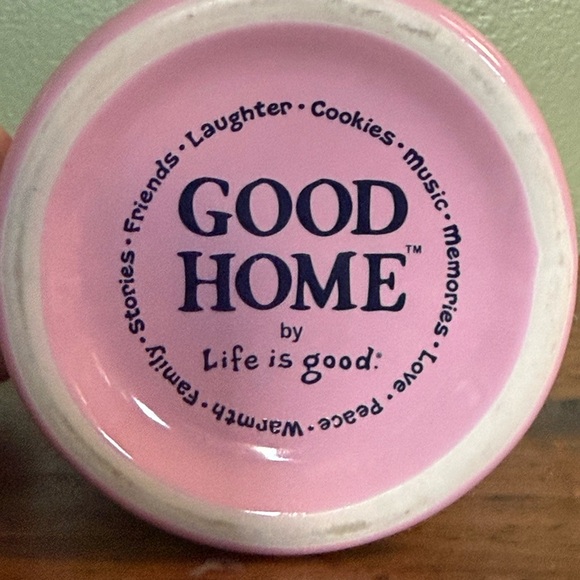 GOOD
HOME™
by
Life is good.®
Laughter • Cookies • Music • Memories • Love • Peace • Warmth • Family • Stories • Friends •